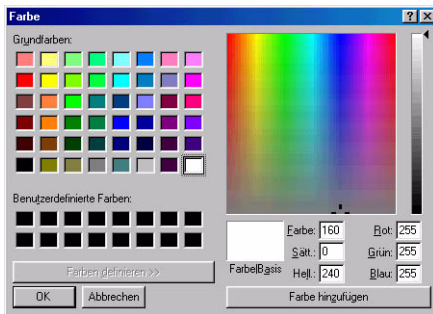 Farbe
Grundfarben:
Benutzerdefinierte Farben:
Farben definieren >>
OK Abbrechen
Farbe|Basis
Farbe: 160 Rot: 255
Sätt.: 0 Grün: 255
Hell.: 240 Blau: 255
Farbe hinzufügen